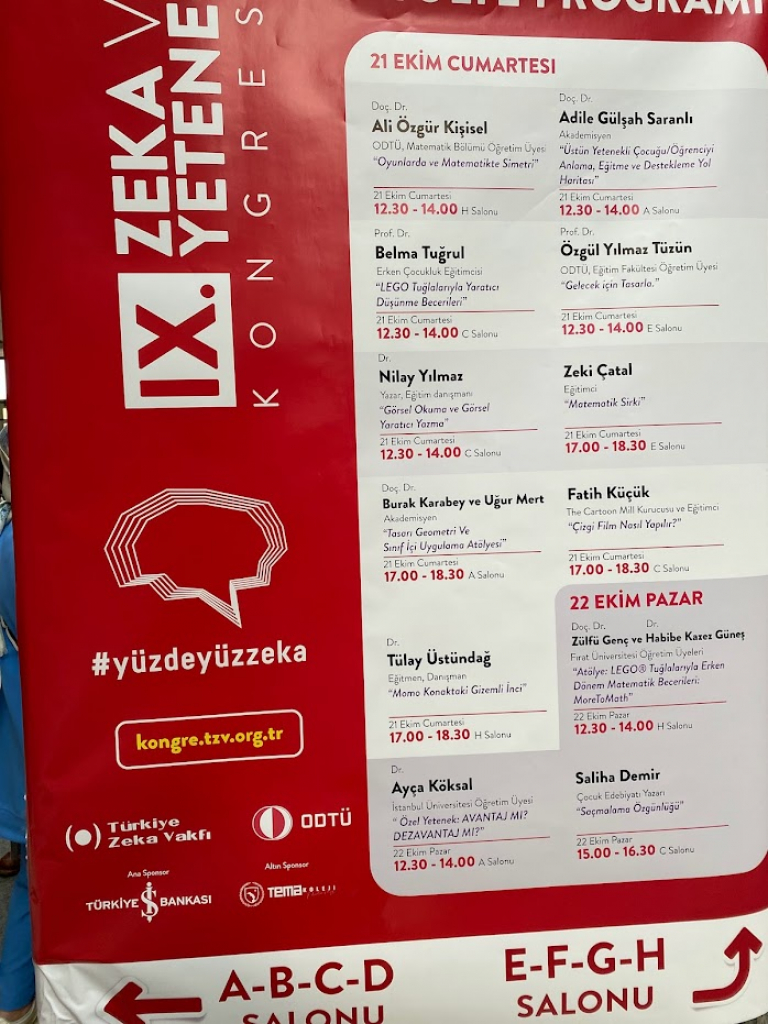 PROGRAMI
IX.
ZEKA
YETENE
KONGRES
#yüzdeyüzzeka
kongre.tzv.org.tr
Türkiye
Zeka Vakfı
ODTÜ
Ana Sponsor
TÜRKİYE İŞ BANKASI
Altın Sponsor
TEMA KOLEJİ
21 EKİM CUMARTESİ
Doç. Dr.
Ali Özgür Kişisel
ODTÜ, Matematik Bölümü Öğretim Üyesi
“Oyunlarda ve Matematikte Simetri”
21 Ekim Cumartesi
12.30 - 14.00 H Salonu
Doç. Dr.
Adile Gülşah Saranlı
Akademisyen
“Üstün Yetenekli Çocuğu/Öğrenciyi
Anlama, Eğitme ve Destekleme Yol
Haritası”
21 Ekim Cumartesi
12.30 - 14.00 A Salonu
Prof. Dr.
Belma Tuğrul
Erken Çocukluk Eğitimcisi
“LEGO Tuğlalarıyla Yaratıcı
Düşünme Becerileri”
21 Ekim Cumartesi
12.30 - 14.00 C Salonu
Prof. Dr.
Özgül Yılmaz Tüzün
ODTÜ, Eğitim Fakültesi Öğretim Üyesi
“Gelecek için Tasarla.”
21 Ekim Cumartesi
12.30 - 14.00 E Salonu
Dr.
Nilay Yılmaz
Yazar, Eğitim danışmanı
“Görsel Okuma ve Görsel
Yaratıcı Yazma”
21 Ekim Cumartesi
12.30 - 14.00 C Salonu
Zeki Çatal
Eğitimci
“Matematik Sirki”
21 Ekim Cumartesi
17.00 - 18.30 E Salonu
Doç. Dr.
Burak Karabey ve Uğur Mert
Akademisyen
“Tasarı Geometri Ve
Sınıf İçi Uygulama Atölyesi”
21 Ekim Cumartesi
17.00 - 18.30 A Salonu
Fatih Küçük
The Cartoon Mill Kurucusu ve Eğitimci
“Çizgi Film Nasıl Yapılır?”
21 Ekim Cumartesi
17.00 - 18.30 C Salonu
Dr.
Tülay Üstündağ
Eğitmen, Danışman
“Momo Konaktaki Gizemli İnci”
21 Ekim Cumartesi
17.00 - 18.30 H Salonu
22 EKİM PAZAR
Doç. Dr. Dr.
Zülfü Genç ve Habibe Kazez Güneş
Fırat Üniversitesi Öğretim Üyeleri
“Atölye: LEGO® Tuğlalarıyla Erken
Dönem Matematik Becerileri:
MoreToMath”
22 Ekim Pazar
12.30 - 14.00 H Salonu
Dr.
Ayça Köksal
İstanbul Üniversitesi Öğretim Üyesi
“ Özel Yetenek: AVANTAJ MI?
DEZAVANTAJ MI?”
22 Ekim Pazar
12.30 - 14.00 A Salonu
Saliha Demir
Çocuk Edebiyatı Yazarı
“Saçmalama Özgünlüğü”
22 Ekim Pazar
15.00 - 16.30 C Salonu
A-B-C-D
SALONU
E-F-G-H
SALONU